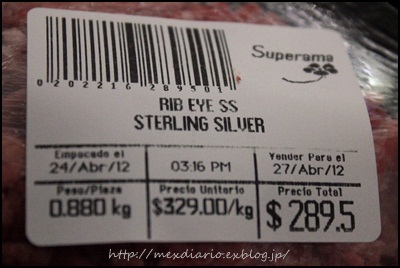 Superama
0 202216 289501
RIB EYE SS
STERLING SILVER
Empacado el
24/Abr/12
03:16 PM
Vender Para el
27/Abr/12
Peso/Pieza
0.880 kg
Precio Unitario
$329.00/kg
Precio Total
$289.5
http://mexdiario.exblog.jp/